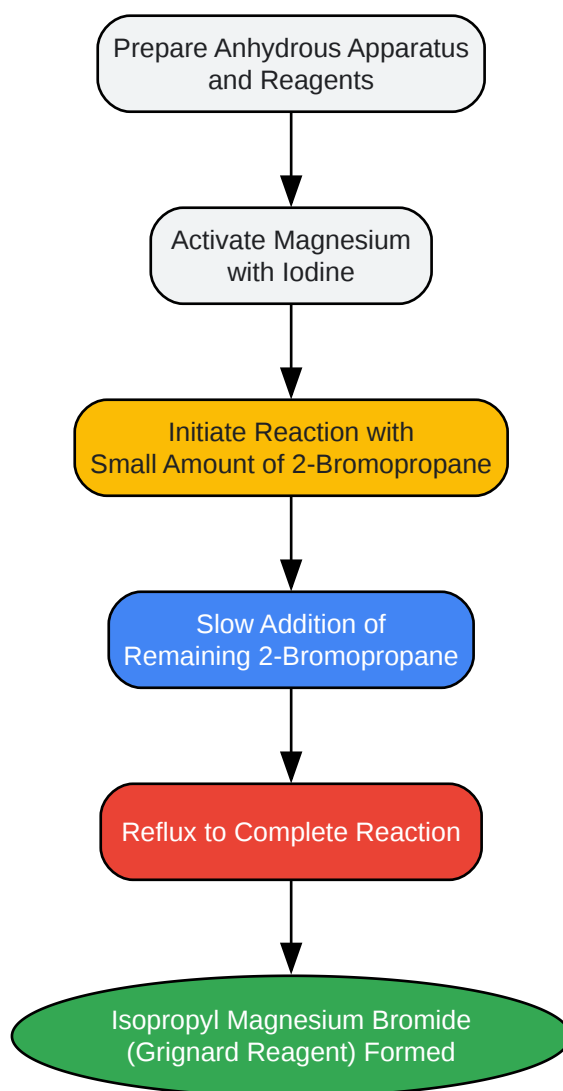 Prepare Anhydrous Apparatus
and Reagents
Activate Magnesium
with Iodine
Initiate Reaction with
Small Amount of 2-Bromopropane
Slow Addition of
Remaining 2-Bromopropane
Reflux to Complete Reaction
Isopropyl Magnesium Bromide
(Grignard Reagent) Formed